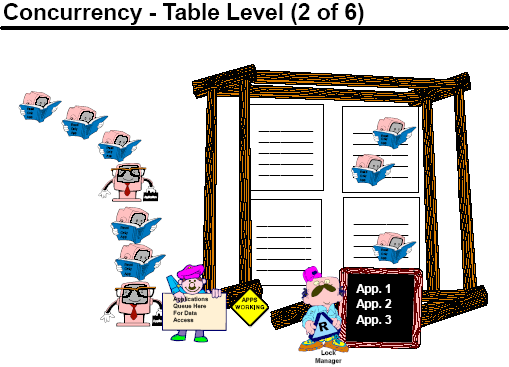 Concurrency - Table Level (2 of 6)
Applications
Queue Here
For Data
Access
APPS
WORKING
R
Lock
Manager
App. 1
App. 2
App. 3